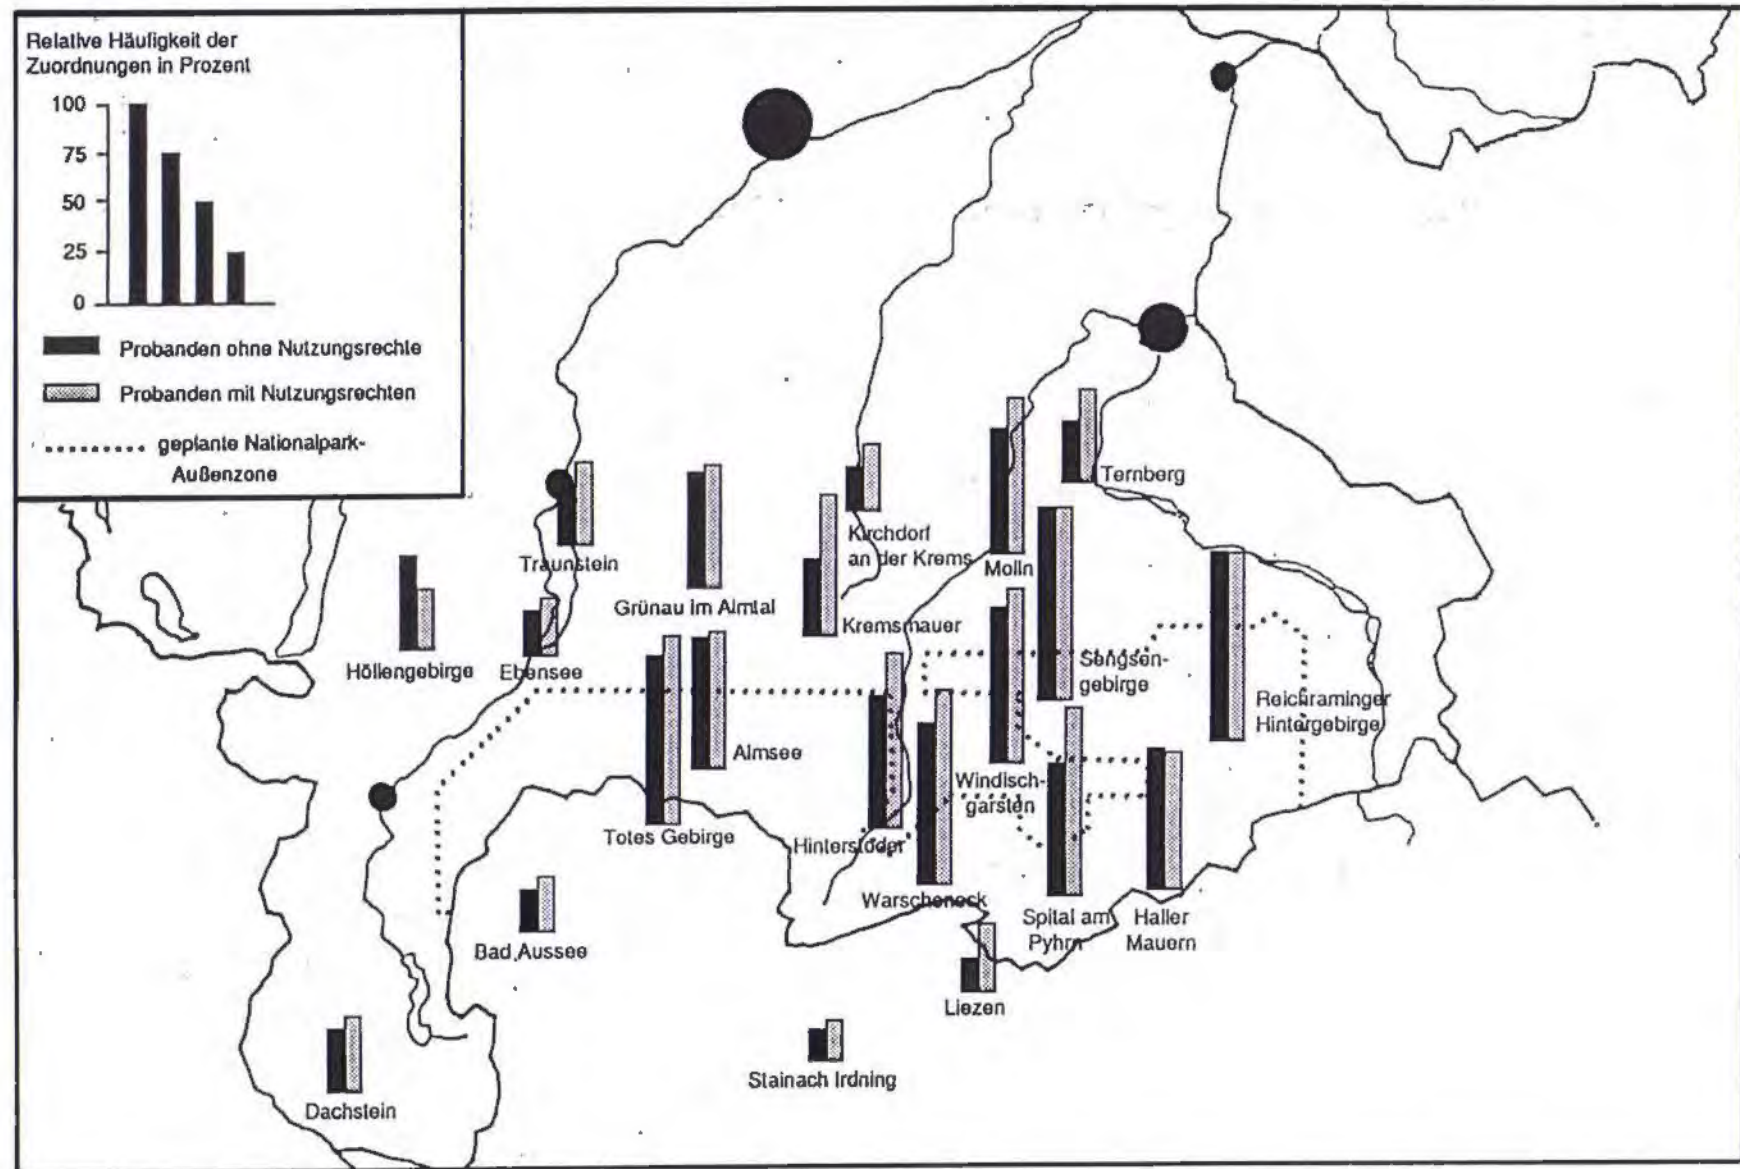 Relative Häufigkeit der
Zuordnungen in Prozent
100
75
50
25
0
Probanden ohne Nutzungsrechte
Probanden mit Nutzungsrechten
geplante Nationalpark-
Außenzone
Ternberg
Kirchdorf
an der Krems
Molln
Traunstein
Grünau im Almtal
Kremsmauer
Höllengebirge
Ebensee
Sengsen-
gebirge
Reichraminger
Hintergebirge
Almsee
Windisch-
garsten
Totes Gebirge
Hinterstoder
Warscheneck
Spital am
Pyhrn
Haller
Mauern
Bad Aussee
Liezen
Stainach Irdning
Dachstein